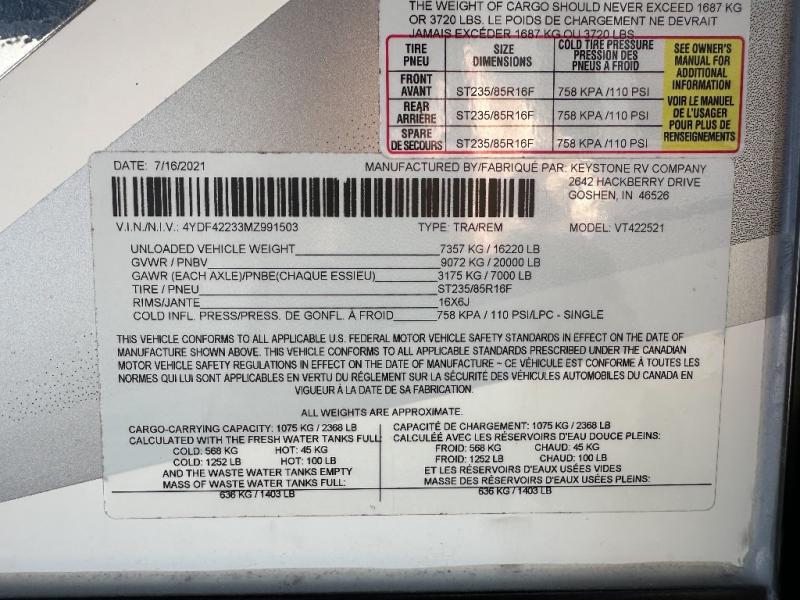 THE WEIGHT OF CARGO SHOULD NEVER EXCEED 1687 KG
OR 3720 LBS. LE POIDS DE CHARGEMENT NE DEVRAIT
JAMAIS EXCÉDER 1687 KG OU 3720 LBS
TIRE PNEU SIZE DIMENSIONS COLD TIRE PRESSURE PRESSION DES PNEUS A FROID
FRONT AVANT ST235/85R16F 758 KPA /110 PSI
REAR ARRIÈRE ST235/85R16F 758 KPA /110 PSI
SPARE DE SECOURS ST235/85R16F 758 KPA /110 PSI
SEE OWNER'S
MANUAL FOR
ADDITIONAL
INFORMATION
VOIR LE MANUEL
DE L'USAGER
POUR PLUS DE
RENSEIGNEMENTS
DATE: 7/16/2021 MANUFACTURED BY/FABRIQUÉ PAR: KEYSTONE RV COMPANY
2642 HACKBERRY DRIVE
GOSHEN, IN 46526
V.I.N./N.I.V.: 4YDF42233MZ991503 TYPE: TRA/REM MODEL: VT422521
UNLOADED VEHICLE WEIGHT 7357 KG / 16220 LB
GVWR / PNBV 9072 KG / 20000 LB
GAWR (EACH AXLE)/PNBE(CHAQUE ESSIEU) 3175 KG / 7000 LB
TIRE / PNEU ST235/85R16F
RIMS/JANTE 16X6J
COLD INFL. PRESS/PRESS. DE GONFL. À FROID 758 KPA / 110 PSI/LPC - SINGLE
THIS VEHICLE CONFORMS TO ALL APPLICABLE U.S. FEDERAL MOTOR VEHICLE SAFETY STANDARDS IN EFFECT ON THE DATE OF
MANUFACTURE SHOWN ABOVE. THIS VEHICLE CONFORMS TO ALL APPLICABLE STANDARDS PRESCRIBED UNDER THE CANADIAN
MOTOR VEHICLE SAFETY REGULATIONS IN EFFECT ON THE DATE OF MANUFACTURE ~ CE VÉHICULE EST CONFORME À TOUTES LES
NORMES QUI LUI SONT APPLICABLES EN VERTU DU RÉGLEMENT SUR LA SÉCURITÉ DES VÉHICULES AUTOMOBILES DU CANADA EN
VIGUEUR À LA DATE DE SA FABRICATION.
ALL WEIGHTS ARE APPROXIMATE.
CARGO-CARRYING CAPACITY: 1075 KG / 2368 LB
CALCULATED WITH THE FRESH WATER TANKS FULL
COLD: 568 KG HOT: 45 KG
COLD: 1252 LB HOT: 100 LB
AND THE WASTE WATER TANKS EMPTY
MASS OF WASTE WATER TANKS FULL:
636 KG / 1403 LB
CAPACITÉ DE CHARGEMENT: 1075 KG / 2368 LB
CALCULÉE AVEC LES RÉSERVOIRS D'EAU DOUCE PLEINS:
FROID: 568 KG CHAUD: 45 KG
FROID: 1252 LB CHAUD: 100 LB
ET LES RÉSERVOIRS D'EAUX USÉES VIDES
MASSE DES RÉSERVOIRS D'EAUX USÉES PLEINS:
636 KG / 1403 LB